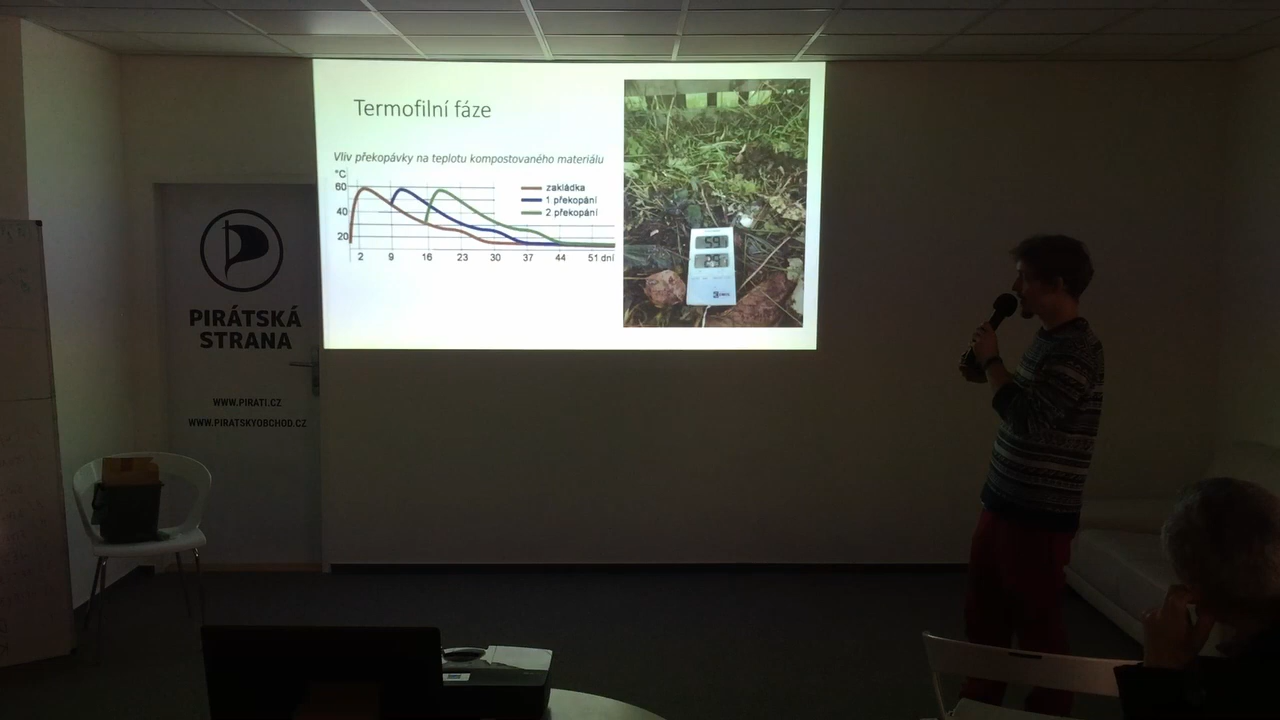 Termofilní fáze
Vliv překopávky na teplotu kompostovaného materiálu
°C
60
40
20
zakládka
1 překopání
2 překopání
2 9 16 23 30 37 44 51 dní
59
PIRÁTSKÁ
STRANA
WWW.PIRATI.CZ
WWW.PIRATSKYOBCHOD.CZ